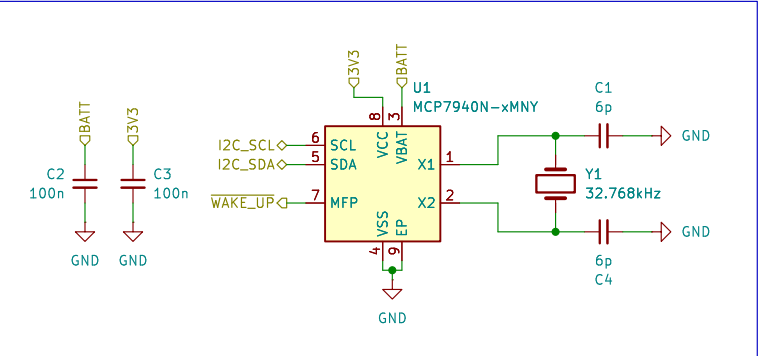 3V3
BATT
U1
MCP7940N-xMNY
C1
6p
BATT
3V3
8
3
I2C_SCL
6
SCL
VCC
VBAT
GND
I2C_SDA
5
SDA
X1
1
C2
100n
C3
100n
Y1
32.768kHz
WAKE_UP
7
MFP
X2
2
VSS
EP
GND
GND
GND
4
9
6p
C4
GND